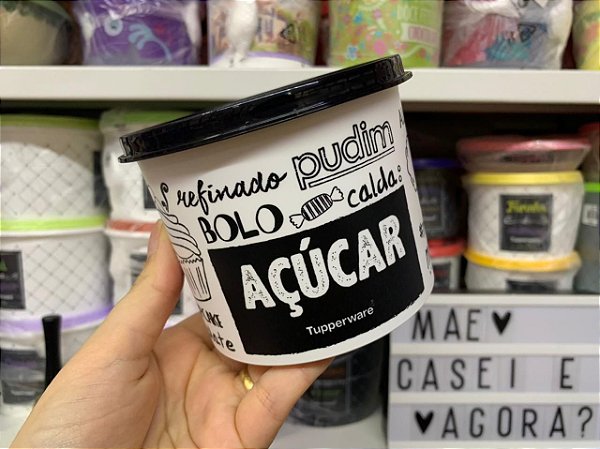 refinado
pudim
BOLO
calda
AÇÚCAR
Tupperware
MAE♥
CASEI E
♥AGORA?